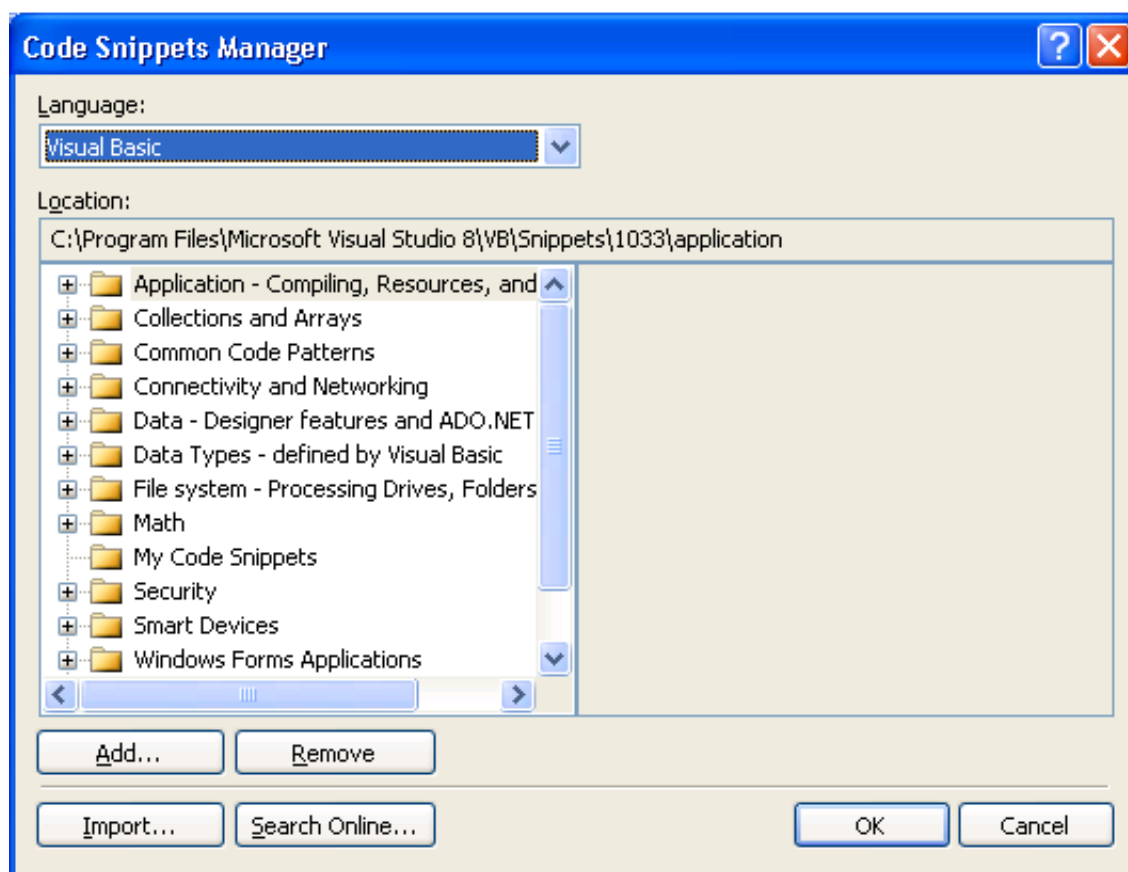 Code Snippets Manager
Language:
Visual Basic
Location:
C:\Program Files\Microsoft Visual Studio 8\VB\Snippets\1033\application
Application - Compiling, Resources, and
Collections and Arrays
Common Code Patterns
Connectivity and Networking
Data - Designer features and ADO.NET
Data Types - defined by Visual Basic
File system - Processing Drives, Folders
Math
My Code Snippets
Security
Smart Devices
Windows Forms Applications
Add... Remove
Import... Search Online... OK Cancel